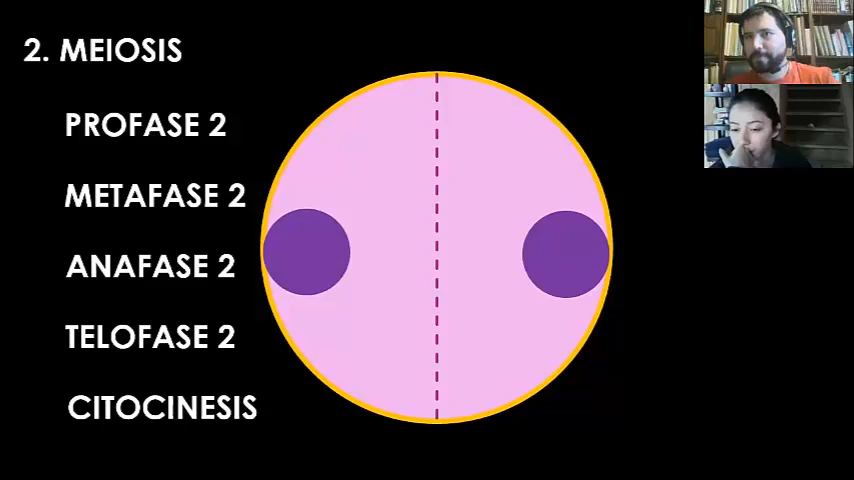 2. MEIOSIS
PROFASE 2
METAFASE 2
ANAFASE 2
TELOFASE 2
CITOCINESIS